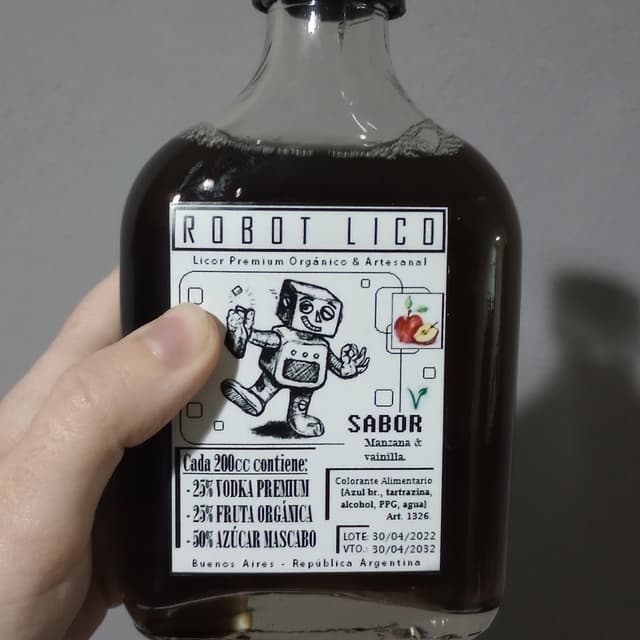 ROBOT LICO
Licor Premium Orgánico & Artesanal
SABOR
Manzana &
vainilla.
Cada 200cc contiene:
- 25% VODKA PREMIUM
- 25% FRUTA ORGÁNICA
- 50% AZÚCAR MASCABO
Colorante Alimentario
(Azul br., tartrazina,
alcohol, PPG, agua)
Art. 1326.
LOTE: 30/04/2022
VTO.: 30/04/2032
Buenos Aires - República Argentina